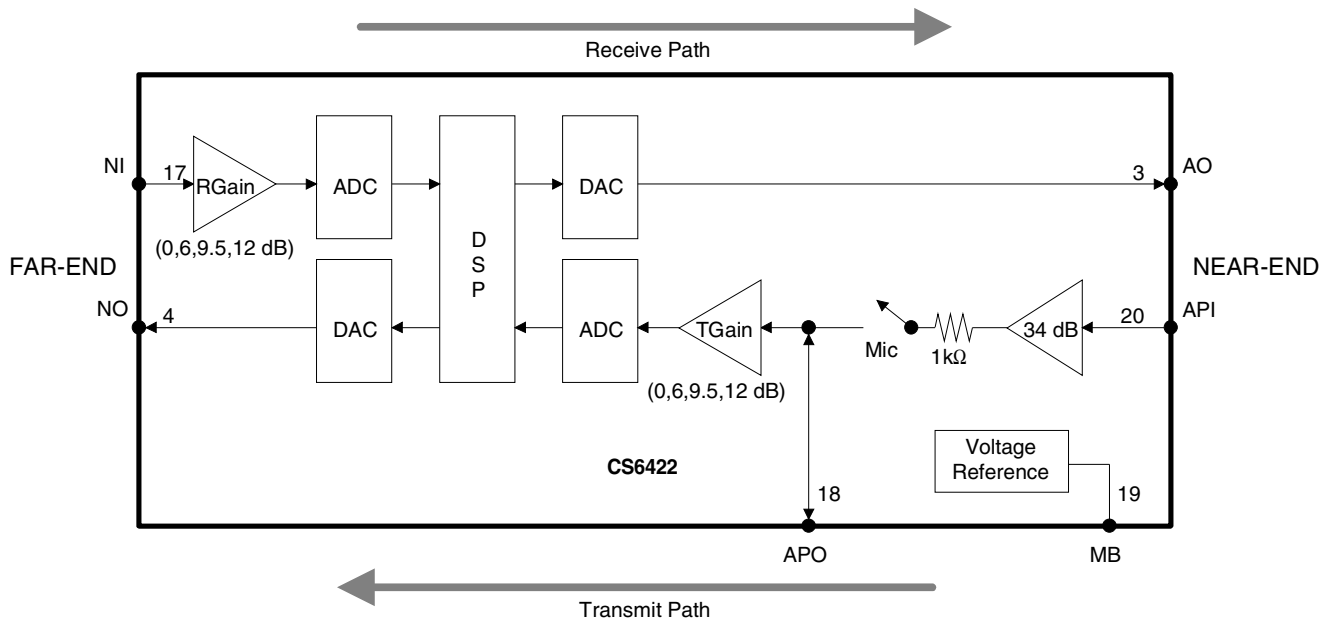 Receive Path
NI
17
RGain
(0,6,9.5,12 dB)
ADC
D
S
P
DAC
3
AO
FAR-END
NEAR-END
NO
4
DAC
ADC
TGain
(0,6,9.5,12 dB)
Mic
1kΩ
34 dB
20
API
CS6422
Voltage
Reference
18
19
APO
MB
Transmit Path